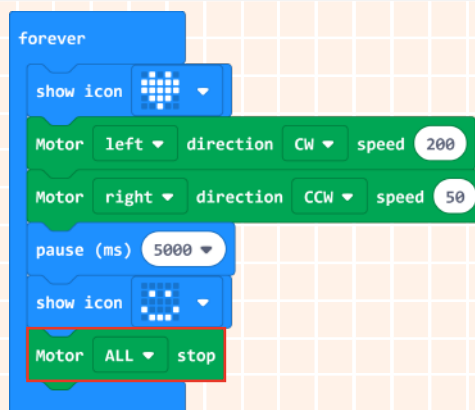 forever
show icon
Motor left direction CW speed 200
Motor right direction CCW speed 50
pause (ms) 5000
show icon
Motor ALL stop